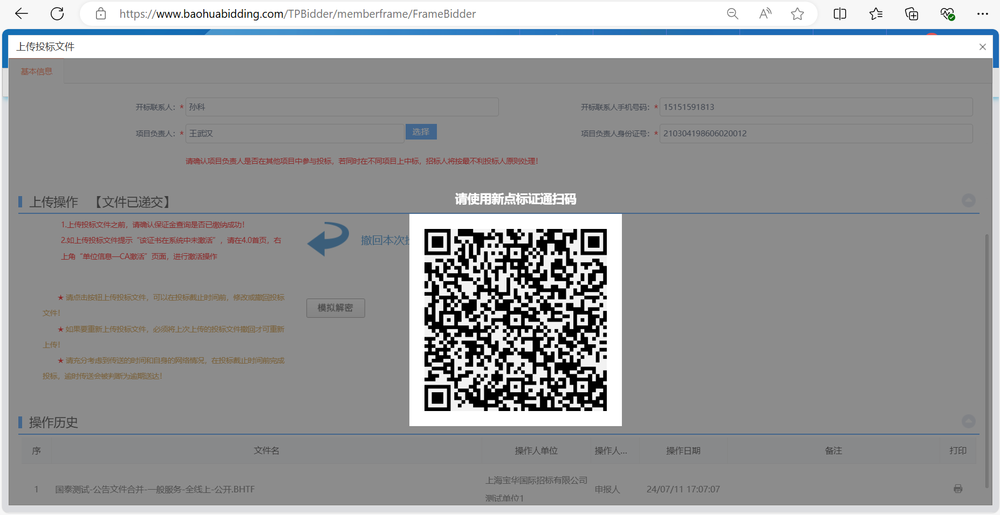 https://www.baohuabidding.com/TPBidder/memberframe/FrameBidder
上传投标文件
基本信息
开标联系人：* 孙科
开标联系人手机号码：* 15151591813
项目负责人：* 王武汉 选择
项目负责人身份证号：* 210304198606020012
请确认项目负责人是否在其他项目中参与投标，若同时在不同项目上中标，招标人将按最不利投标人原则处理！
请使用新点标证通扫码
上传操作 【文件已递交】
1.上传投标文件之前，请确认保证金查询是否已缴纳成功！
2.如上传投标文件提示“该证书在系统中未激活”，请在4.0首页，右
上角“单位信息—CA激活”页面，进行激活操作
撤回本次
★ 请点击按钮上传投标文件，可以在投标截止时间前，修改或撤回投标
文件！
模拟解密
★ 如果要重新上传投标文件，必须将上次上传的投标文件撤回才可重新
上传！
★ 请充分考虑到传送的时间和自身的网络情况，在投标截止时间前完成
投标，逾时传送会被判断为逾期送达！
操作历史
序 文件名 操作人单位 操作人... 操作日期 备注 打印
1 国泰测试-公告文件合并-一般服务-全线上-公开.BHTF 上海宝华国际招标有限公司 申报人 24/07/11 17:07:07
测试单位1